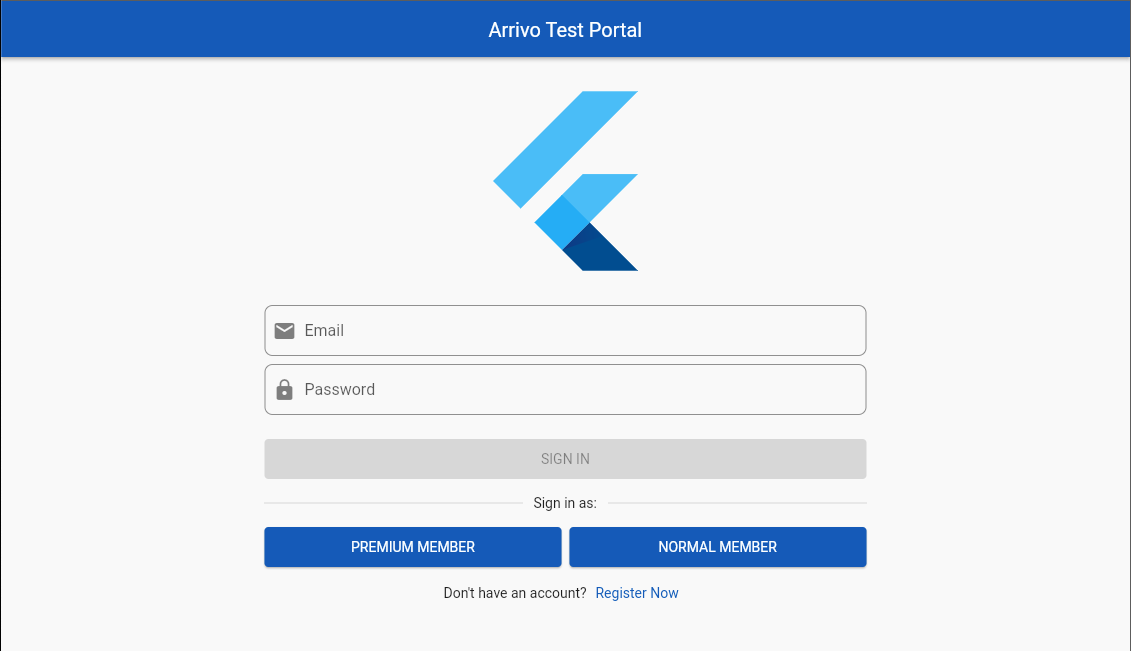 Arrivo Test Portal
Email
Password
SIGN IN
Sign in as:
PREMIUM MEMBER NORMAL MEMBER
Don't have an account? Register Now